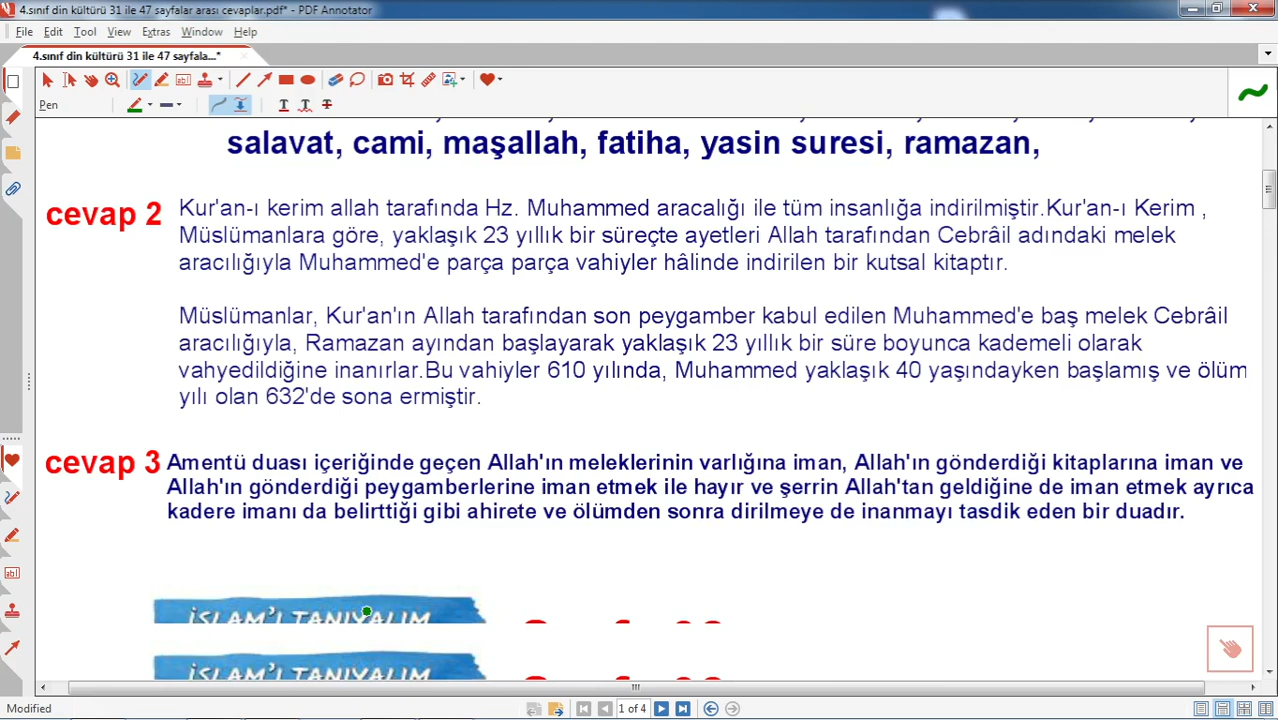 4.sınıf din kültürü 31 ile 47 sayfalar arası cevaplar.pdf* - PDF Annotator
File Edit Tool View Extras Window Help
4.sınıf din kültürü 31 ile 47 sayfala...*
Pen
salavat, cami, maşallah, fatiha, yasin suresi, ramazan,
cevap 2 Kur'an-ı kerim allah tarafında Hz. Muhammed aracalığı ile tüm insanlığa indirilmiştir.Kur'an-ı Kerim ,
Müslümanlara göre, yaklaşık 23 yıllık bir süreçte ayetleri Allah tarafından Cebrâil adındaki melek
aracılığıyla Muhammed'e parça parça vahiyler hâlinde indirilen bir kutsal kitaptır.
Müslümanlar, Kur'an'ın Allah tarafından son peygamber kabul edilen Muhammed'e baş melek Cebrâil
aracılığıyla, Ramazan ayından başlayarak yaklaşık 23 yıllık bir süre boyunca kademeli olarak
vahyedildiğine inanırlar.Bu vahiyler 610 yılında, Muhammed yaklaşık 40 yaşındayken başlamış ve ölüm
yılı olan 632'de sona ermiştir.
cevap 3 Amentü duası içeriğinde geçen Allah'ın meleklerinin varlığına iman, Allah'ın gönderdiği kitaplarına iman ve
Allah'ın gönderdiği peygamberlerine iman etmek ile hayır ve şerrin Allah'tan geldiğine de iman etmek ayrıca
kadere imanı da belirttiği gibi ahirete ve ölümden sonra dirilmeye de inanmayı tasdik eden bir duadır.
İSLAM'I TANIYALIM
İSLAM'I TANIYALIM
Modified 1 of 4